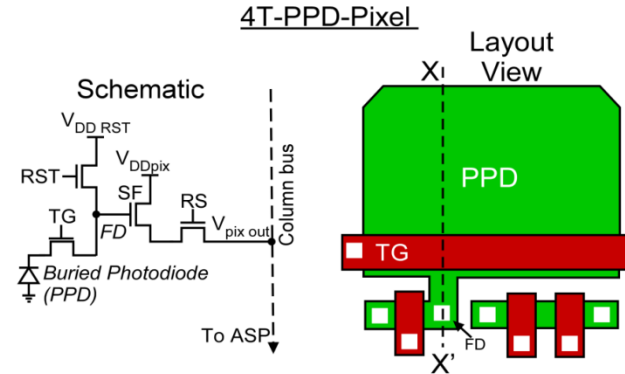 4T-PPD-Pixel
Schematic
V_DD RST
RST
V_DDpix
SF
RS
TG
FD
V_pix out
Column bus
Buried Photodiode
(PPD)
To ASP
Layout
View
X
PPD
TG
FD
X'